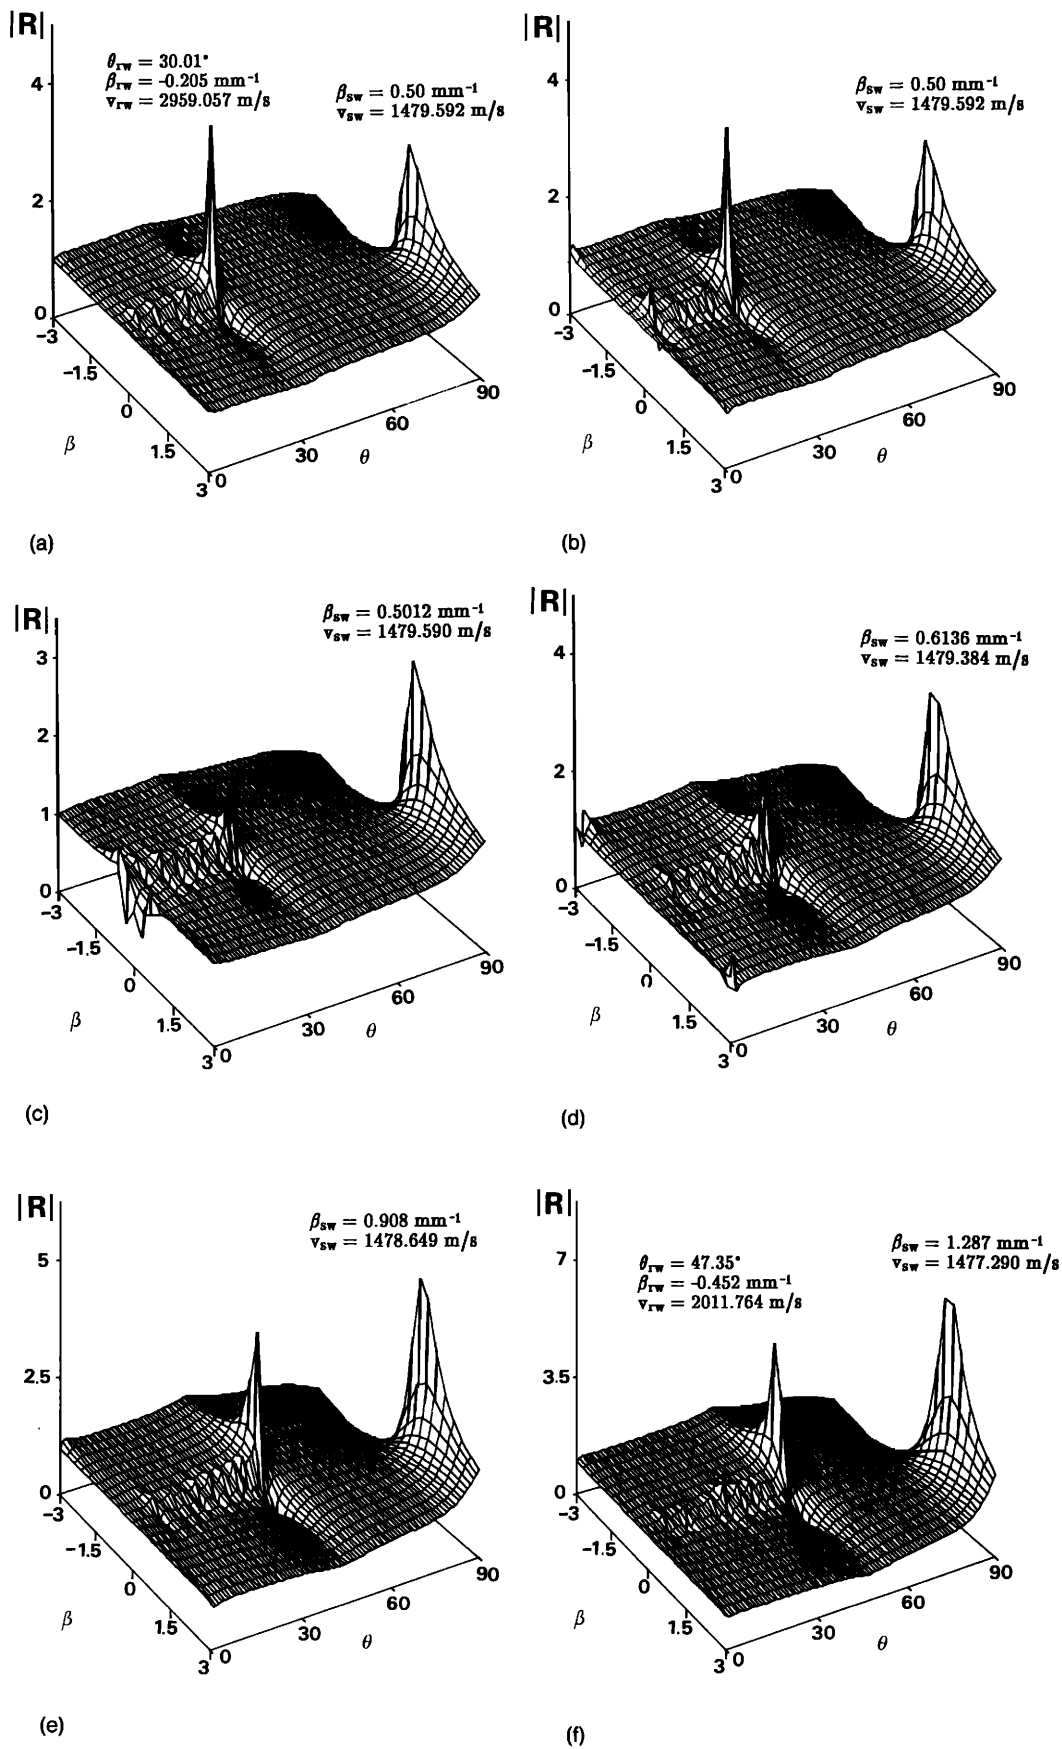 |R|
θrw = 30.01°
βrw = -0.205 mm-1
vrw = 2959.057 m/s
βsw = 0.50 mm-1
vsw = 1479.592 m/s
4
2
0
-3
-1.5
0
1.5
3
β
0
30
60
90
θ
(a)
|R|
βsw = 0.50 mm-1
vsw = 1479.592 m/s
4
2
0
-3
-1.5
0
1.5
3
β
0
30
60
90
θ
(b)
|R|
βsw = 0.5012 mm-1
vsw = 1479.590 m/s
3
2
1
0
-3
-1.5
0
1.5
3
β
0
30
60
90
θ
(c)
|R|
βsw = 0.6136 mm-1
vsw = 1479.384 m/s
4
2
0
-3
-1.5
0
1.5
3
β
0
30
60
90
θ
(d)
|R|
βsw = 0.908 mm-1
vsw = 1478.649 m/s
5
2.5
0
-3
-1.5
0
1.5
3
β
0
30
60
90
θ
(e)
|R|
θrw = 47.35°
βrw = -0.452 mm-1
vrw = 2011.764 m/s
βsw = 1.287 mm-1
vsw = 1477.290 m/s
7
3.5
0
-3
-1.5
0
1.5
3
β
0
30
60
90
θ
(f)